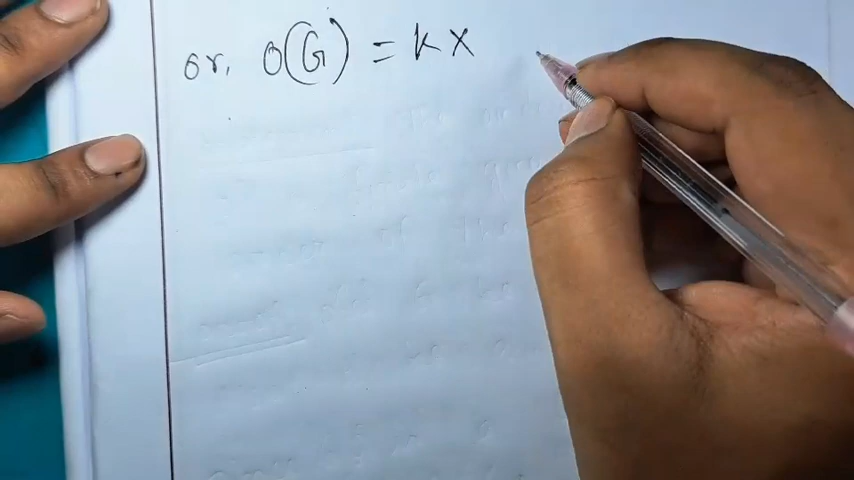 or, O(G) = k x